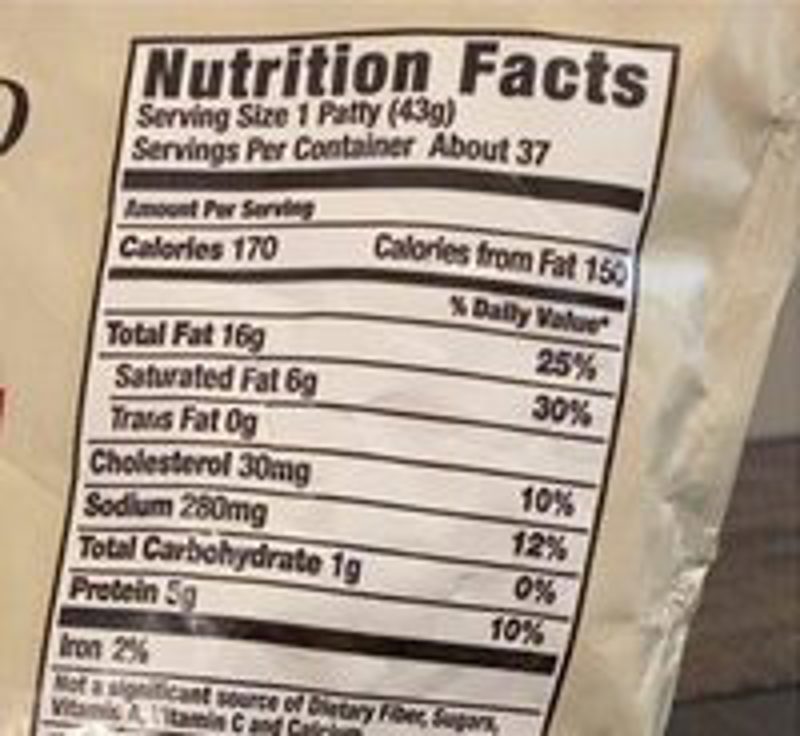 Nutrition Facts
Serving Size 1 Patty (43g)
Servings Per Container About 37
Amount Per Serving
Calories 170 Calories from Fat 150
% Daily Value*
Total Fat 16g 25%
Saturated Fat 6g 30%
Trans Fat 0g
Cholesterol 30mg 10%
Sodium 280mg 12%
Total Carbohydrate 1g 0%
Protein 5g 10%
Iron 2%
Not a significant source of Dietary Fiber, Sugars,
Vitamin A, Vitamin C and Calcium.